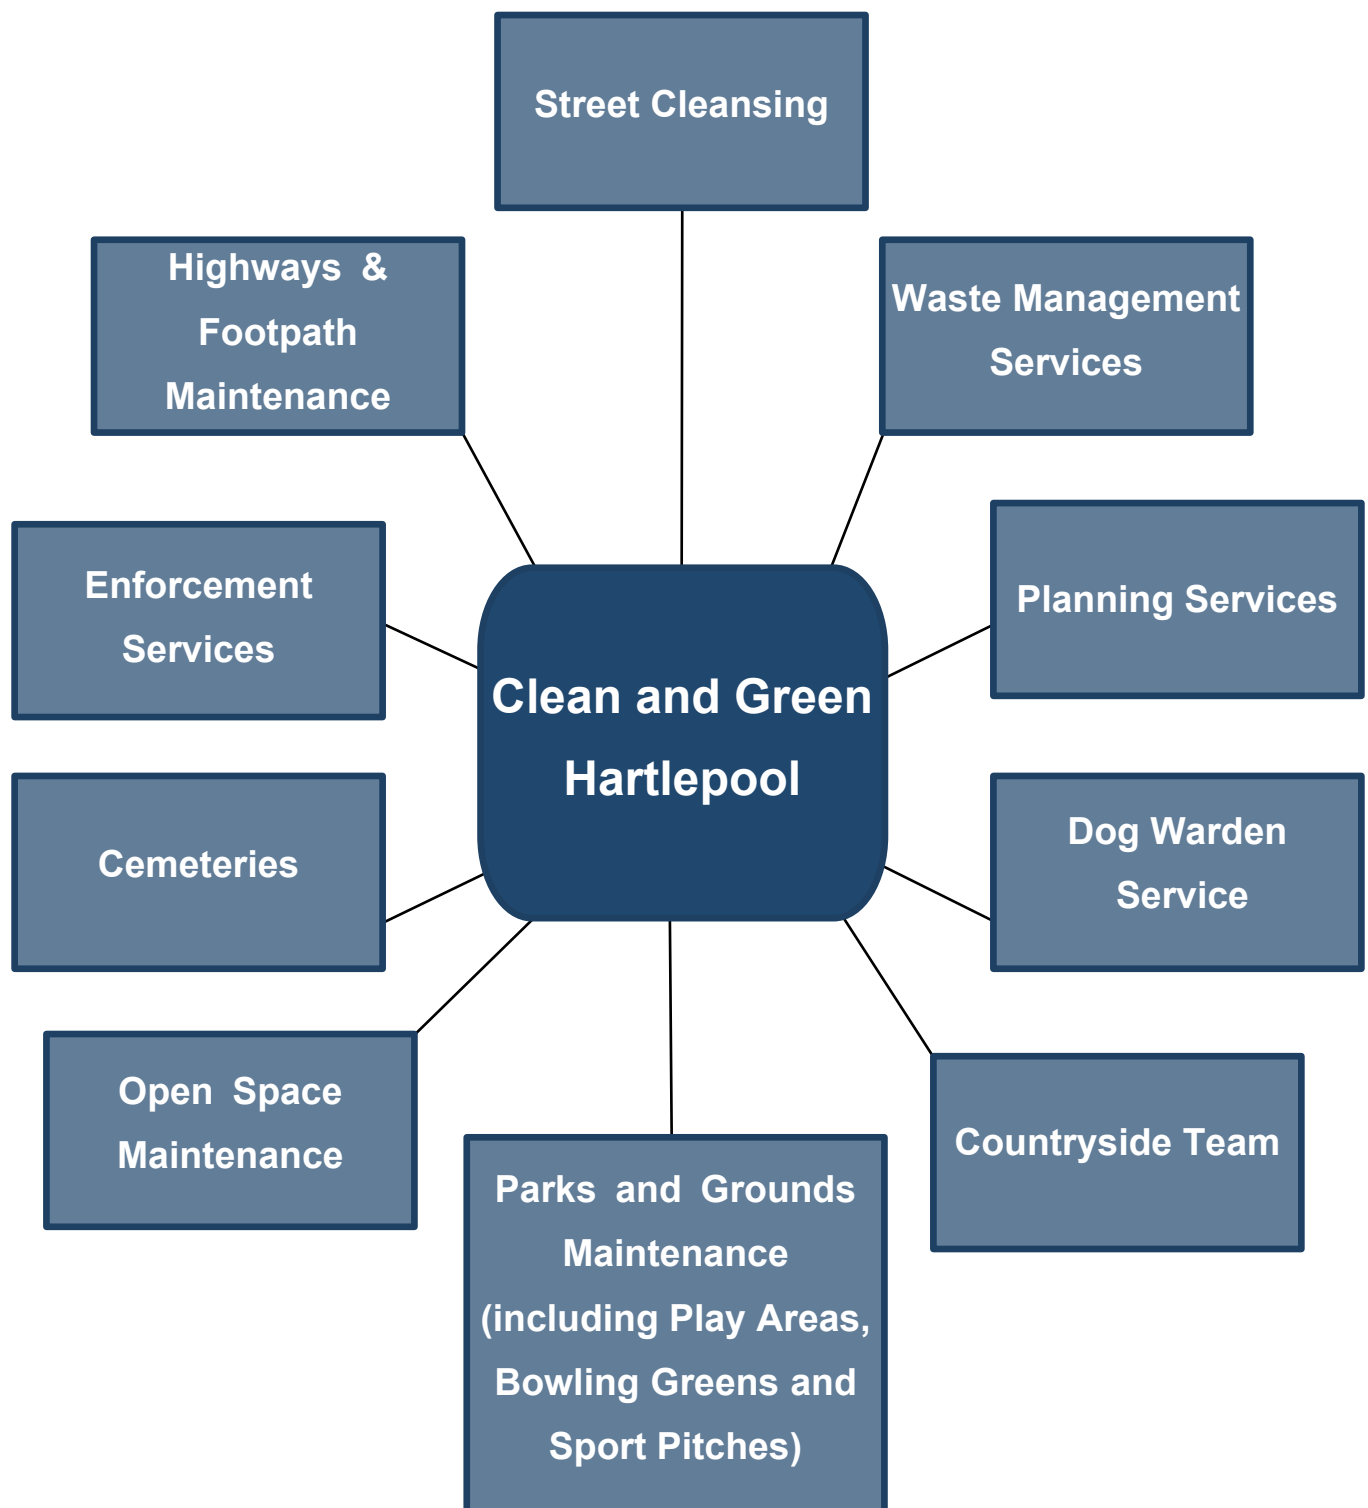 Street Cleansing
Highways & 
Footpath
Maintenance
Waste Management
Services
Enforcement
Services
Planning Services
Clean and Green
Hartlepool
Cemeteries
Dog Warden
Service
Open Space
Maintenance
Countryside Team
Parks and Grounds
Maintenance
(including Play Areas,
Bowling Greens and
Sport Pitches)